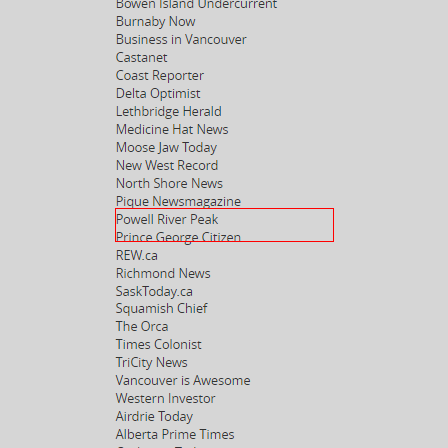 Bowen Island Undercurrent
Burnaby Now
Business in Vancouver
Castanet
Coast Reporter
Delta Optimist
Lethbridge Herald
Medicine Hat News
Moose Jaw Today
New West Record
North Shore News
Pique Newsmagazine
Powell River Peak
Prince George Citizen
REW.ca
Richmond News
SaskToday.ca
Squamish Chief
The Orca
Times Colonist
TriCity News
Vancouver is Awesome
Western Investor
Airdrie Today
Alberta Prime Times